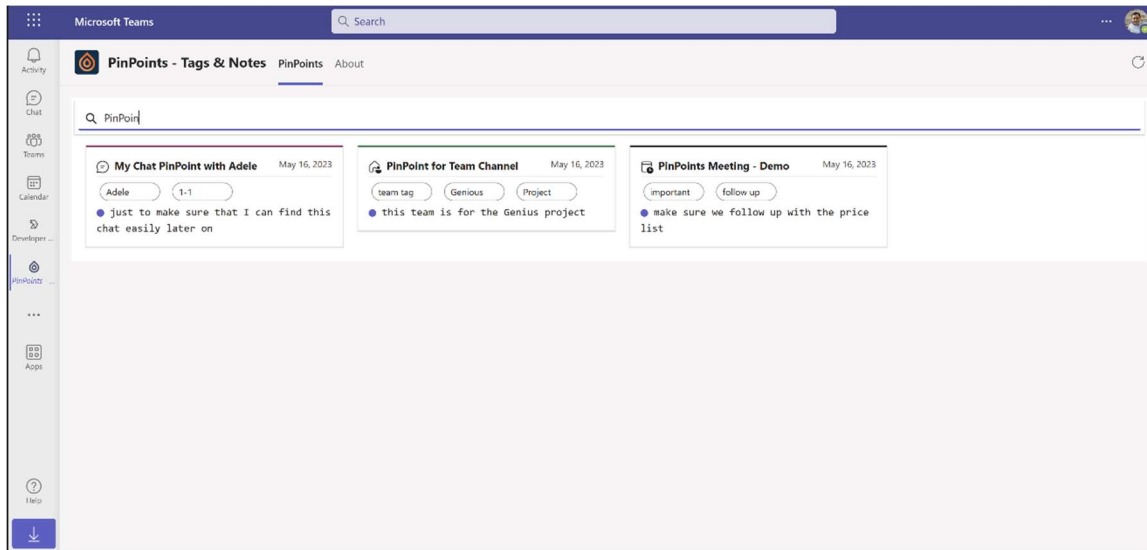 Microsoft Teams
Search
Activity
Chat
Teams
Calendar
Developer ...
PinPoints ...
Apps
Help
PinPoints - Tags & Notes PinPoints About
PinPoin
My Chat PinPoint with Adele May 16, 2023
Adele 1-1
just to make sure that I can find this
chat easily later on
PinPoint for Team Channel May 16, 2023
team tag Genious Project
this team is for the Genius project
PinPoints Meeting - Demo May 16, 2023
important follow up
make sure we follow up with the price
list